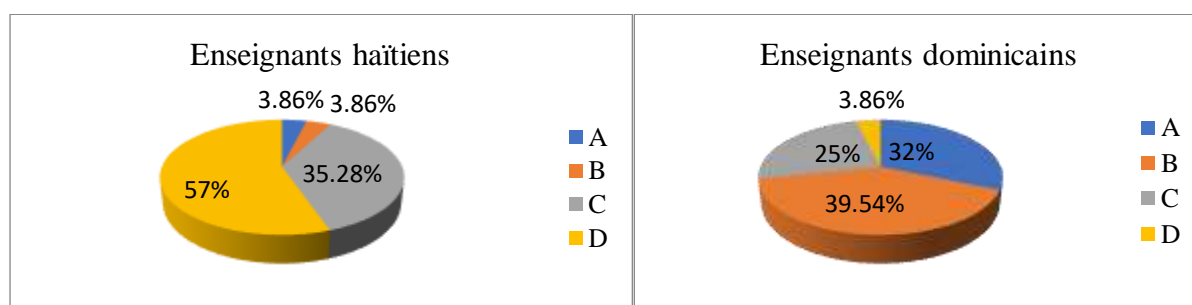 Enseignants haïtiens
3.86%
3.86%
35.28%
57%
A
B
C
D
Enseignants dominicains
3.86%
25%
32%
39.54%
A
B
C
D